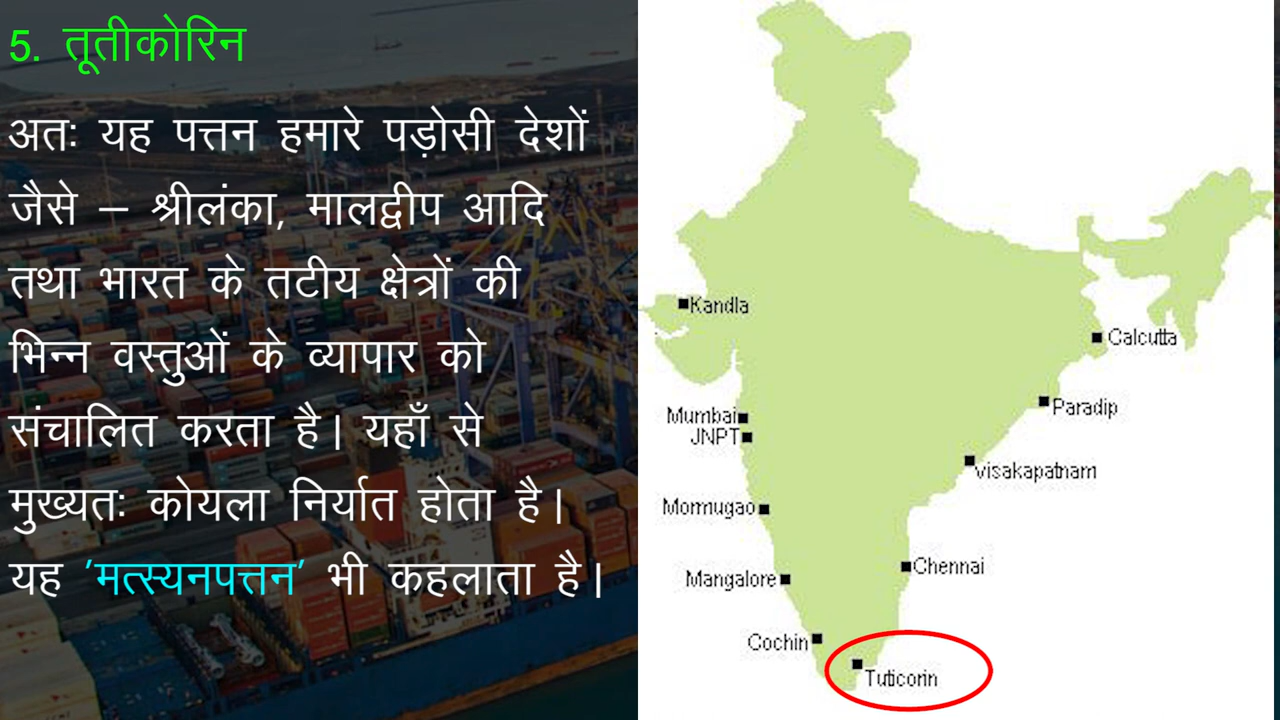 5. तूतीकोरिन
अतः यह पत्तन हमारे पड़ोसी देशों
जैसे – श्रीलंका, मालद्वीप आदि
तथा भारत के तटीय क्षेत्रों की
भिन्न वस्तुओं के व्यापार को
संचालित करता है। यहाँ से
मुख्यतः कोयला निर्यात होता है।
यह 'मत्स्यनपत्तन' भी कहलाता है।
Kandla
Calcutta
Paradip
Mumbai
JNPT
visakapatnam
Mormugao
Chennai
Mangalore
Cochin
Tuticorin